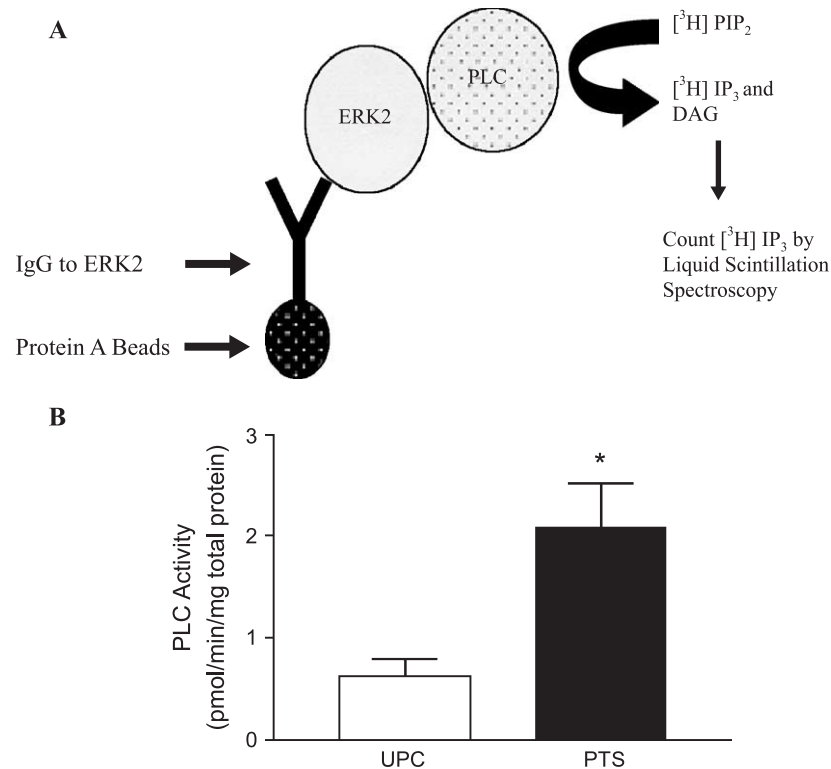 A
[³H] PIP₂
PLC
ERK2
[³H] IP₃ and
DAG
Count [³H] IP₃ by
Liquid Scintillation
Spectroscopy
IgG to ERK2
Protein A Beads
B
PLC Activity
(pmol/min/mg total protein)
3
2
1
0
*
UPC
PTS